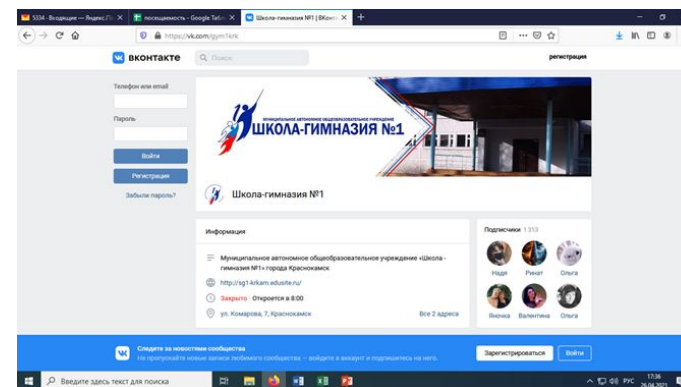 5334 · Входящие — Яндекс.П
посещаемость - Google Табли
Школа-гимназия №1 | ВКонта
https://vk.com/gym1krk
вконтакте
Поиск
регистрация
Телефон или email
Пароль
Войти
Регистрация
Забыли пароль?
МУНИЦИПАЛЬНОЕ АВТОНОМНОЕ ОБЩЕОБРАЗОВАТЕЛЬНОЕ УЧРЕЖДЕНИЕ
ШКОЛА-ГИМНАЗИЯ №1
Школа-гимназия №1
Информация
Муниципальное автономное общеобразовательное учреждение «Школа -
гимназия №1» города Краснокамск
http://sg1-krkam.edusite.ru/
Закрыто · Откроется в 8:00
ул. Комарова, 7, Краснокамск
Все 2 адреса
Подписчики 1 313
Надя Ринат Ольга
Яночка Валентина Ольга
Следите за новостями сообщества
Не пропускайте новые записи любимого сообщества — войдите в аккаунт и подпишитесь на него.
Зарегистрироваться
Войти
Введите здесь текст для поиска
РУС
17:36
26.04.2021